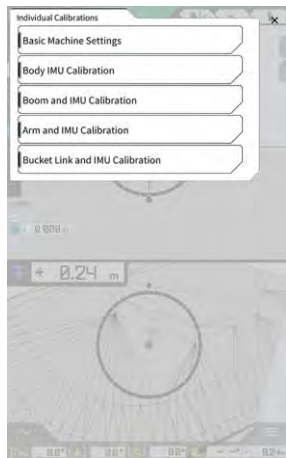 Individual Calibrations
×
Basic Machine Settings
Body IMU Calibration
Boom and IMU Calibration
Arm and IMU Calibration
Bucket Link and IMU Calibration
+ 0.24 m